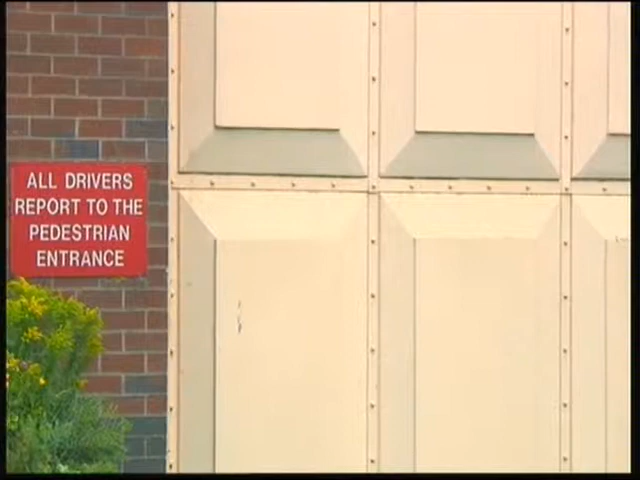 ALL DRIVERS
REPORT TO THE
PEDESTRIAN
ENTRANCE